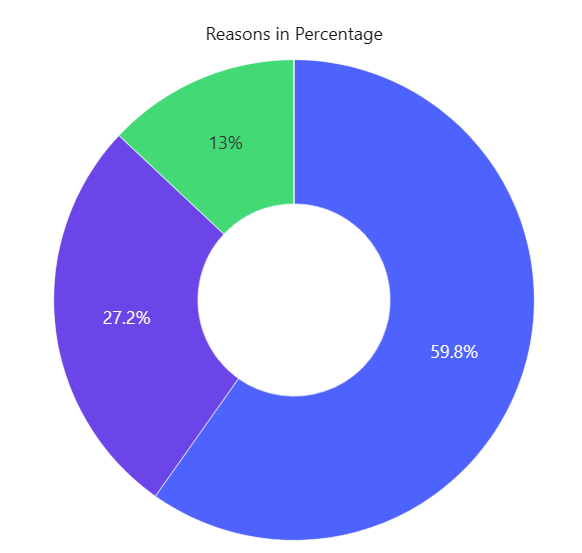 Reasons in Percentage
13%
27.2%
59.8%